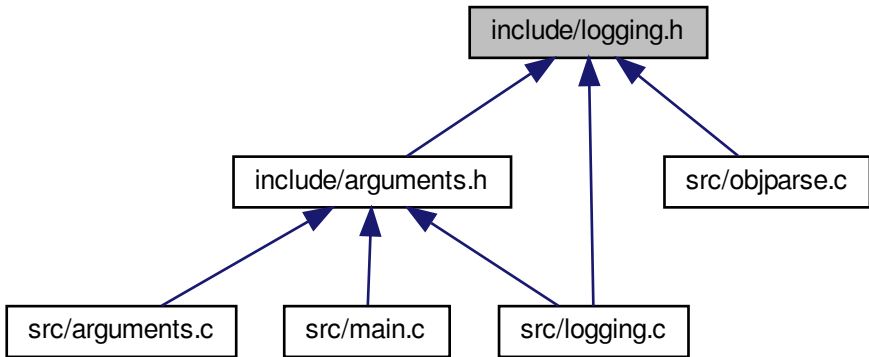 include/logging.h
include/arguments.h
src/objparse.c
src/arguments.c
src/main.c
src/logging.c